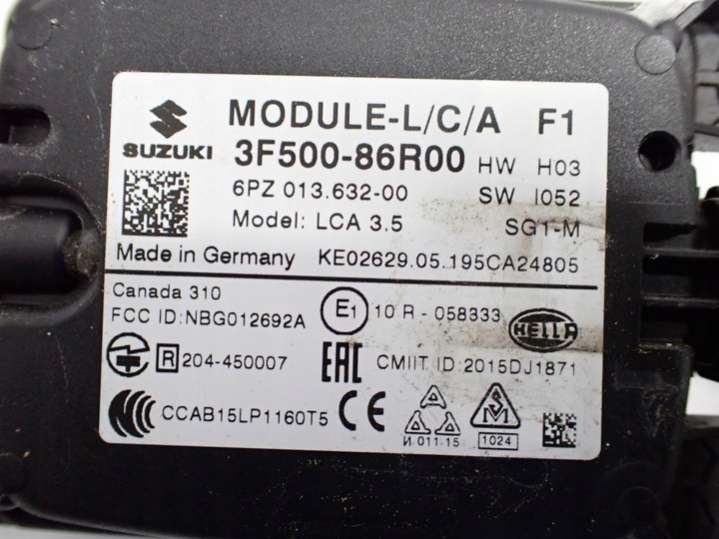 MODULE-L/C/A F1
SUZUKI 3F500-86R00 HW H03
6PZ 013.632-00 SW I052
Model: LCA 3.5 SG1-M
Made in Germany KE02629.05.195CA24805
Canada 310
FCC ID:NBG012692A E1 10 R - 058333 HELLA
R 204-450007 EAC CMIIT ID:2015DJ1871
CCAB15LP1160T5 CE И 011-15 S M 1024